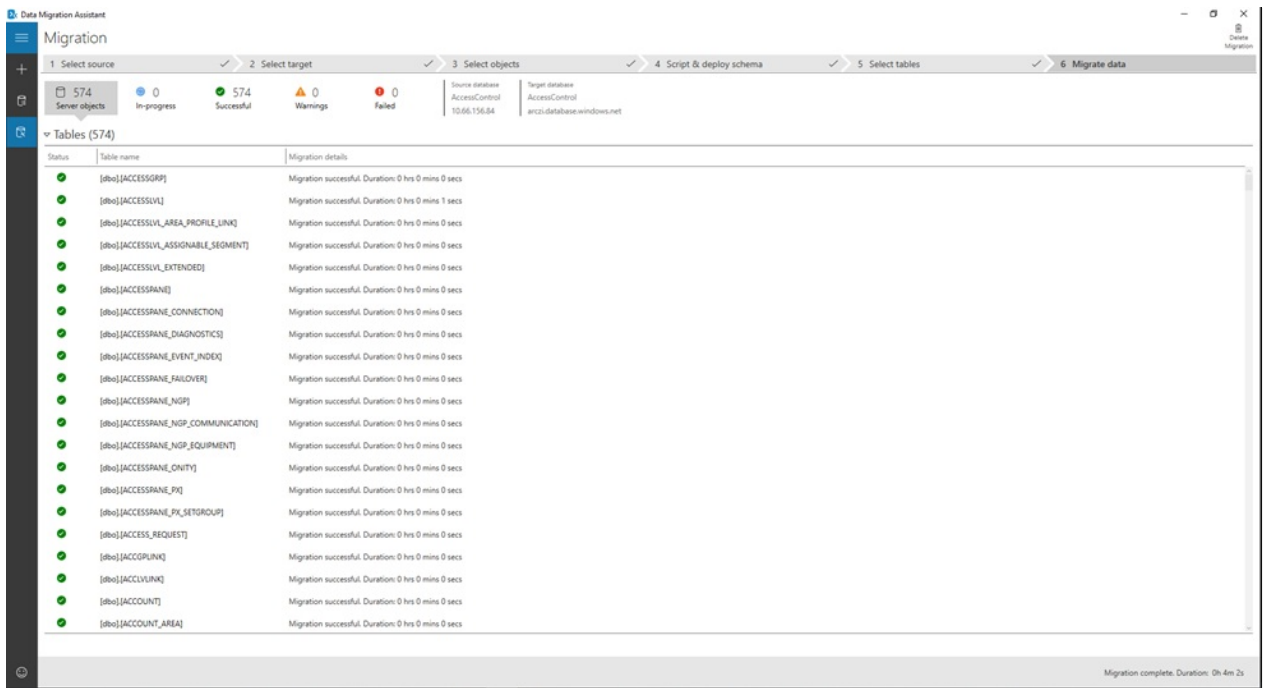 Data Migration Assistant
Migration
Delete
Migration
1 Select source
2 Select target
3 Select objects
4 Script & deploy schema
5 Select tables
6 Migrate data
574
Server objects
0
In-progress
574
Successful
0
Warnings
0
Failed
Source database
AccessControl
10.66.156.84
Target database
AccessControl
arczi.database.windows.net
Tables (574)
Status Table name Migration details
[dbo].[ACCESSGRP] Migration successful. Duration: 0 hrs 0 mins 0 secs
[dbo].[ACCESSLVL] Migration successful. Duration: 0 hrs 0 mins 1 secs
[dbo].[ACCESSLVL_AREA_PROFILE_LINK] Migration successful. Duration: 0 hrs 0 mins 0 secs
[dbo].[ACCESSLVL_ASSIGNABLE_SEGMENT] Migration successful. Duration: 0 hrs 0 mins 0 secs
[dbo].[ACCESSLVL_EXTENDED] Migration successful. Duration: 0 hrs 0 mins 0 secs
[dbo].[ACCESSPANE] Migration successful. Duration: 0 hrs 0 mins 0 secs
[dbo].[ACCESSPANE_CONNECTION] Migration successful. Duration: 0 hrs 0 mins 0 secs
[dbo].[ACCESSPANE_DIAGNOSTICS] Migration successful. Duration: 0 hrs 0 mins 0 secs
[dbo].[ACCESSPANE_EVENT_INDEX] Migration successful. Duration: 0 hrs 0 mins 0 secs
[dbo].[ACCESSPANE_FAILOVER] Migration successful. Duration: 0 hrs 0 mins 0 secs
[dbo].[ACCESSPANE_NGP] Migration successful. Duration: 0 hrs 0 mins 0 secs
[dbo].[ACCESSPANE_NGP_COMMUNICATION] Migration successful. Duration: 0 hrs 0 mins 0 secs
[dbo].[ACCESSPANE_NGP_EQUIPMENT] Migration successful. Duration: 0 hrs 0 mins 0 secs
[dbo].[ACCESSPANE_ONITY] Migration successful. Duration: 0 hrs 0 mins 0 secs
[dbo].[ACCESSPANE_PX] Migration successful. Duration: 0 hrs 0 mins 0 secs
[dbo].[ACCESSPANE_PX_SETGROUP] Migration successful. Duration: 0 hrs 0 mins 0 secs
[dbo].[ACCESS_REQUEST] Migration successful. Duration: 0 hrs 0 mins 0 secs
[dbo].[ACCGPLINK] Migration successful. Duration: 0 hrs 0 mins 0 secs
[dbo].[ACCLVLINK] Migration successful. Duration: 0 hrs 0 mins 0 secs
[dbo].[ACCOUNT] Migration successful. Duration: 0 hrs 0 mins 0 secs
[dbo].[ACCOUNT_AREA] Migration successful. Duration: 0 hrs 0 mins 0 secs
Migration complete. Duration: 0h 4m 2s